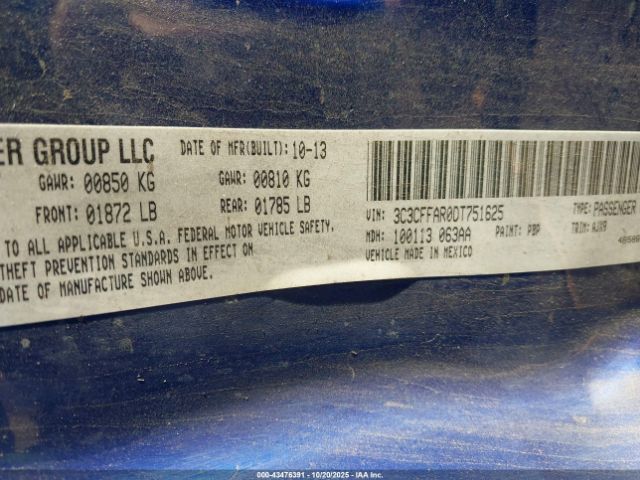 ER GROUP LLC DATE OF MFR(BUILT): 10-13
GAWR: 00850 KG GAWR: 00810 KG
FRONT: 01872 LB REAR: 01785 LB
TO ALL APPLICABLE U.S.A. FEDERAL MOTOR VEHICLE SAFETY,
THEFT PREVENTION STANDARDS IN EFFECT ON
DATE OF MANUFACTURE SHOWN ABOVE.
VIN: 3C3CFFAR0DT751625 TYPE: PASSENGER
MDH: 100113 063AA PAINT: PBP TRIM: AJX9
VEHICLE MADE IN MEXICO
000-43476391 - 10/20/2025 - IAA Inc.